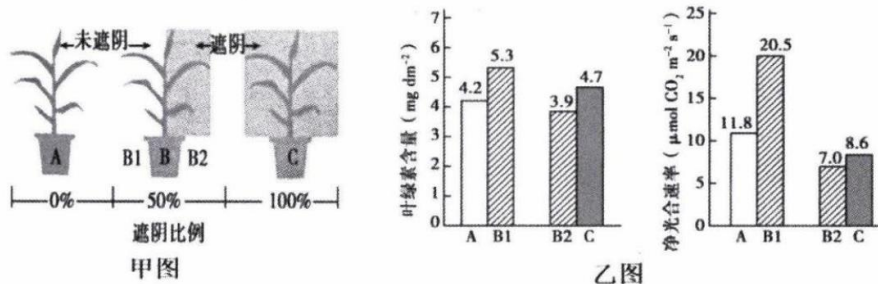 未遮阴 遮阴
A B1 B B2 C
0% 50% 100%
遮阴比例
甲图
叶绿素含量（mg dm⁻²）
7
6
5
4
3
2
1
0
4.2 5.3 3.9 4.7
A B1 B2 C
净光合速率（μmol CO₂ m⁻² s⁻¹）
25
20
15
10
5
0
11.8 20.5 7.0 8.6
A B1 B2 C
乙图